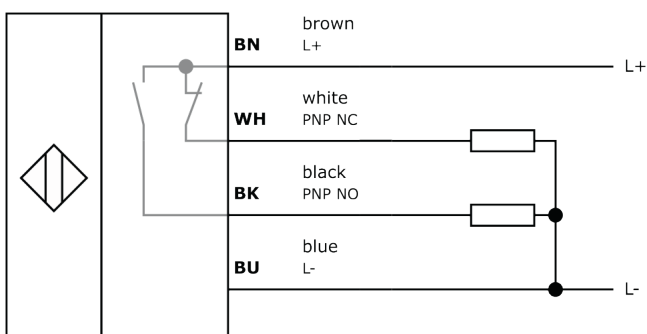 brown
BN L+
L+
white
WH PNP NC
black
BK PNP NO
blue
BU L-
L-